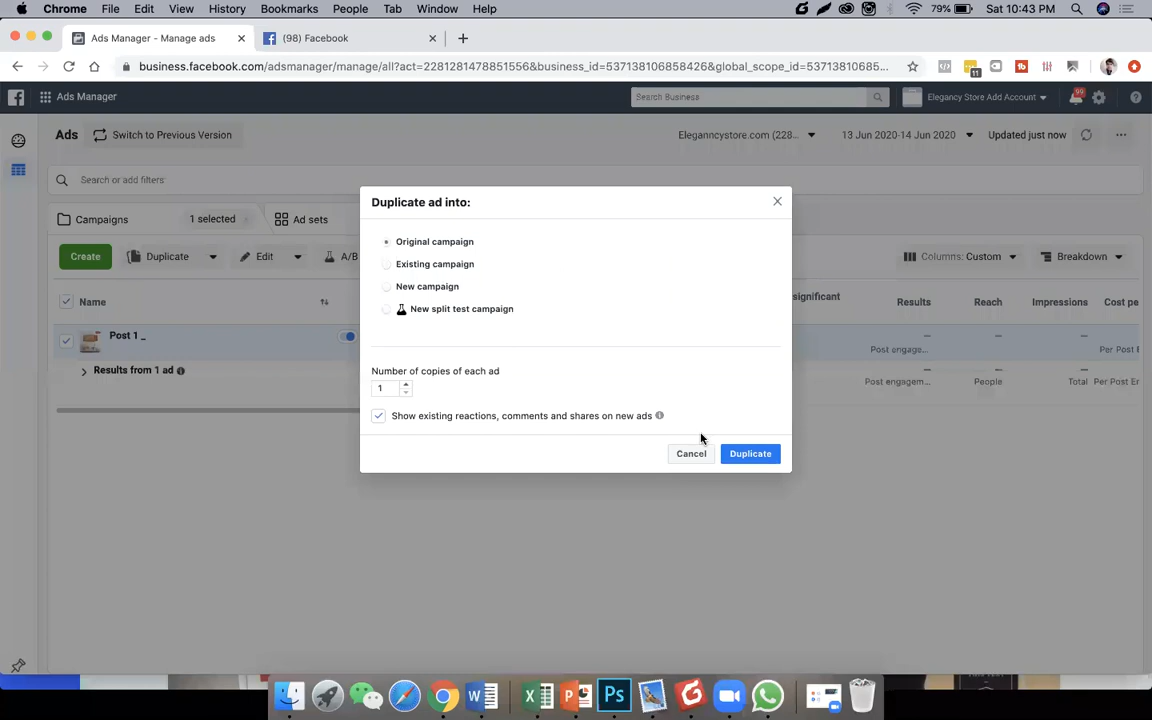 Chrome File Edit View History Bookmarks People Tab Window Help 79% Sat 10:43 PM
Ads Manager - Manage ads (98) Facebook
business.facebook.com/adsmanager/manage/all?act=2281281478851556&business_id=537138106858426&global_scope_id=53713810685... 11
Ads Manager Search Business Elegancy Store Add Account 99
Ads Switch to Previous Version Eleganncystore.com (228... 13 Jun 2020-14 Jun 2020 Updated just now
Search or add filters
Campaigns 1 selected Ad sets
Create Duplicate Edit A/B Columns: Custom Breakdown
Name significant Results Reach Impressions Cost pe
Post 1 _ — — — —
Post engage... Per Post E
Results from 1 ad — — — —
Post engagem... People Total Per Post En
Duplicate ad into:
Original campaign
Existing campaign
New campaign
New split test campaign
Number of copies of each ad
1
Show existing reactions, comments and shares on new ads
Cancel Duplicate
W X P Ps